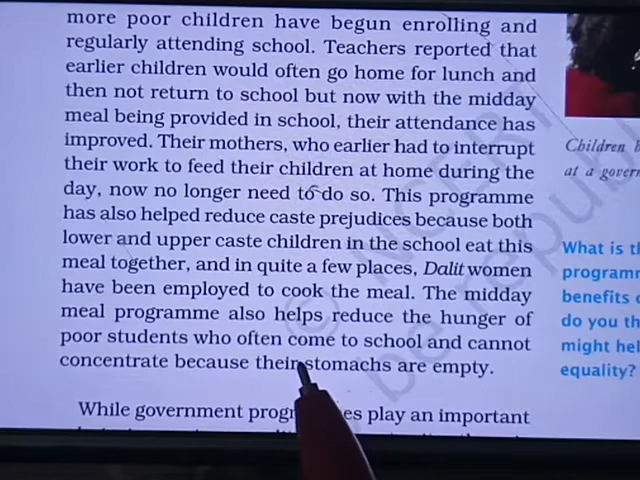 more poor children have begun enrolling and
regularly attending school. Teachers reported that
earlier children would often go home for lunch and
then not return to school but now with the midday
meal being provided in school, their attendance has
improved. Their mothers, who earlier had to interrupt
their work to feed their children at home during the
day, now no longer need to do so. This programme
has also helped reduce caste prejudices because both
lower and upper caste children in the school eat this
meal together, and in quite a few places, Dalit women
have been employed to cook the meal. The midday
meal programme also helps reduce the hunger of
poor students who often come to school and cannot
concentrate because their stomachs are empty.
While government play an important
Children
at a
What is
benefits
do you
might
equality?
© NCERT
be republ